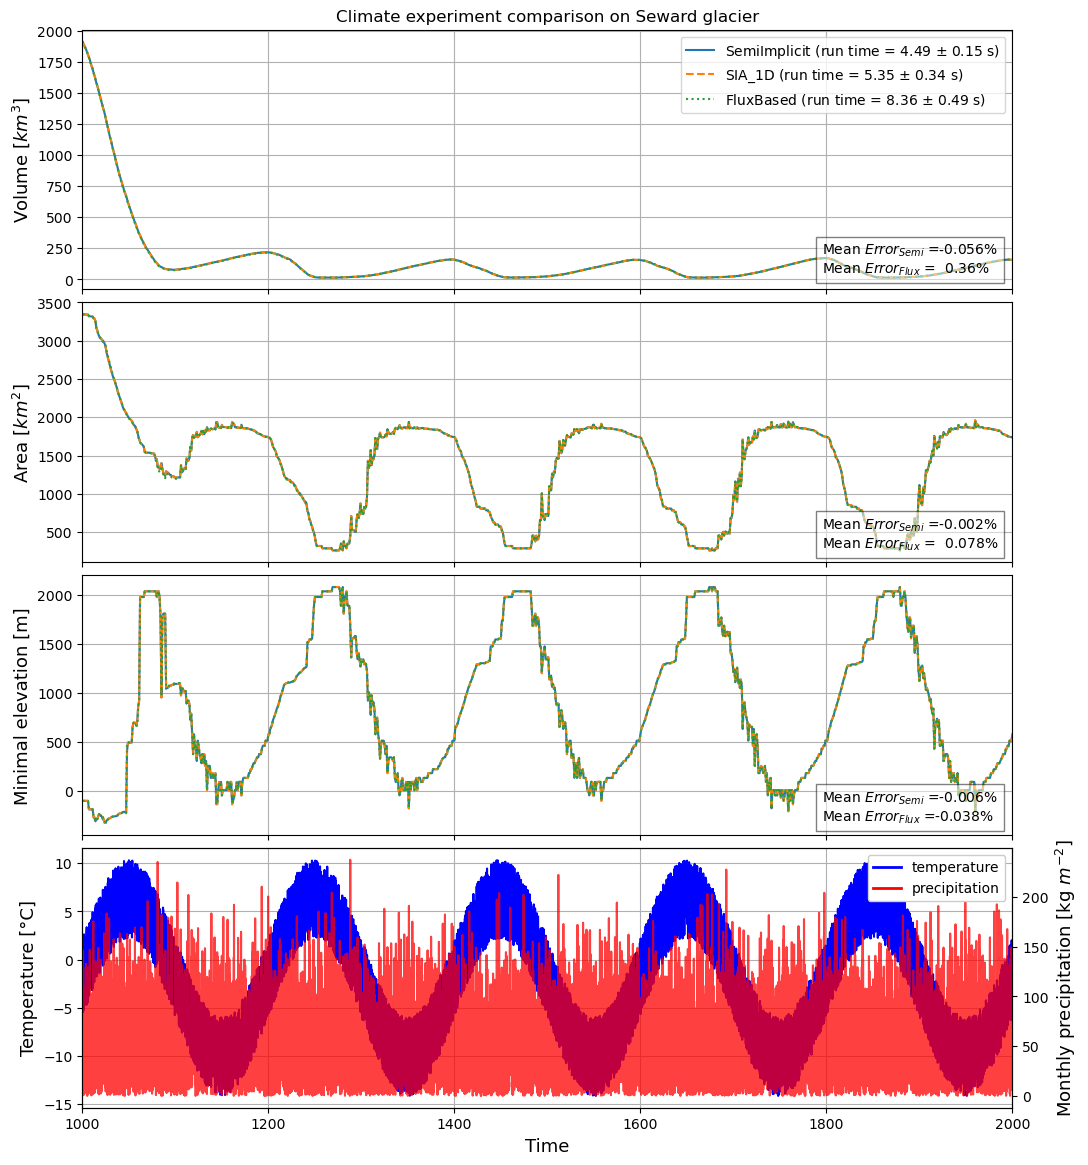 Climate experiment comparison on Seward glacier
Volume [km³]
2000
1750
1500
1250
1000
750
500
250
0
SemiImplicit (run time = 4.49 ± 0.15 s)
SIA_1D (run time = 5.35 ± 0.34 s)
FluxBased (run time = 8.36 ± 0.49 s)
Mean Error_Semi =-0.056%
Mean Error_Flux = 0.36%
Area [km²]
3500
3000
2500
2000
1500
1000
500
Mean Error_Semi =-0.002%
Mean Error_Flux = 0.078%
Minimal elevation [m]
2000
1500
1000
500
0
Mean Error_Semi =-0.006%
Mean Error_Flux =-0.038%
Temperature [°C]
10
5
0
−5
−10
−15
temperature
precipitation
200
150
100
50
0
Monthly precipitation [kg m⁻²]
1000 1200 1400 1600 1800 2000
Time